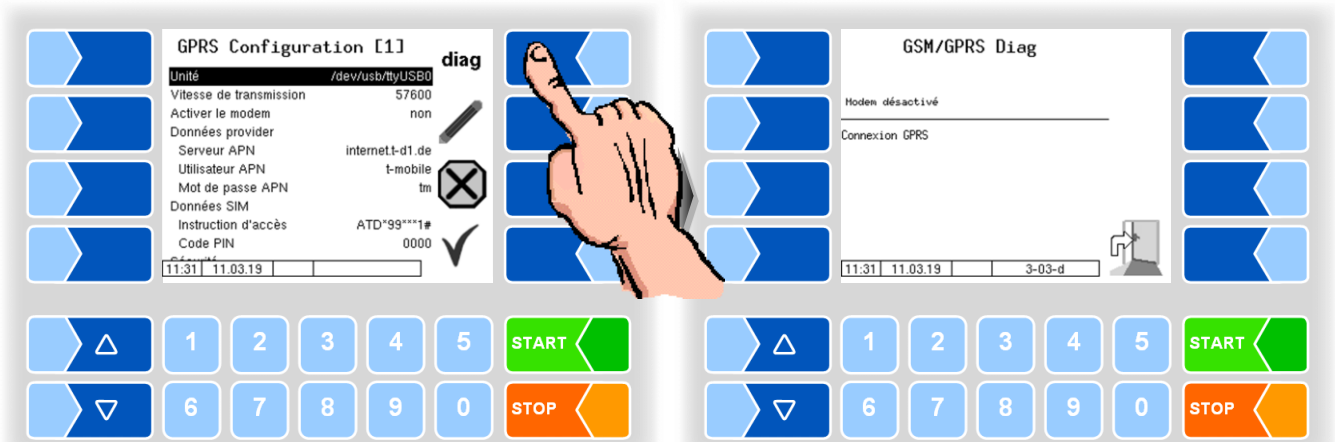 GPRS Configuration [1]
diag
Unité /dev/usb/ttyUSB0
Vitesse de transmission 57600
Activer le modem non
Données provider
Serveur APN internet.t-d1.de
Utilisateur APN t-mobile
Mot de passe APN tm
Données SIM
Instruction d'accès ATD*99***1#
Code PIN 0000
11:31 11.03.19
1 2 3 4 5 START
6 7 8 9 0 STOP
GSM/GPRS Diag
Modem désactivé
Connexion GPRS
11:31 11.03.19 3-03-d
1 2 3 4 5 START
6 7 8 9 0 STOP